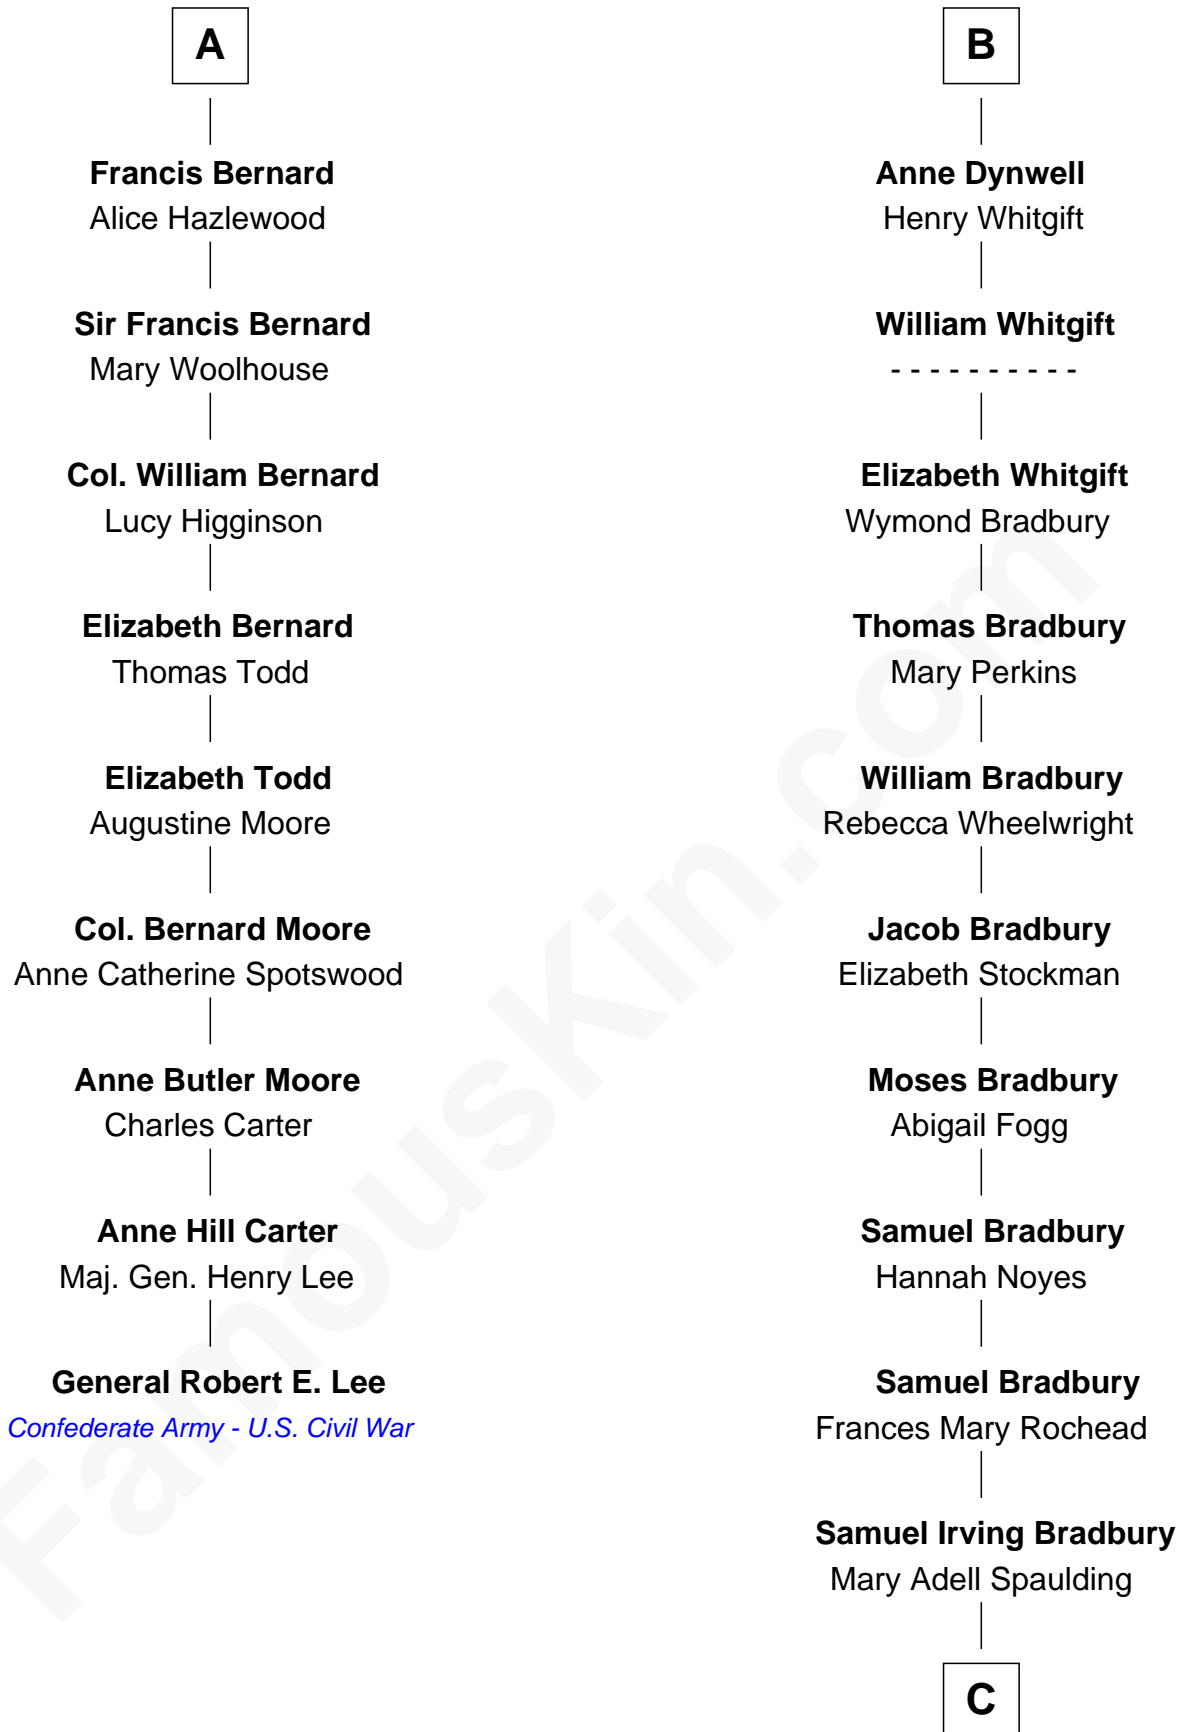 A
Francis Bernard
Alice Hazlewood
Sir Francis Bernard
Mary Woolhouse
Col. William Bernard
Lucy Higginson
Elizabeth Bernard
Thomas Todd
Elizabeth Todd
Augustine Moore
Col. Bernard Moore
Anne Catherine Spotswood
Anne Butler Moore
Charles Carter
Anne Hill Carter
Maj. Gen. Henry Lee
General Robert E. Lee
Confederate Army - U.S. Civil War
B
Anne Dynwell
Henry Whitgift
William Whitgift
- - - - - - - - - -
Elizabeth Whitgift
Wymond Bradbury
Thomas Bradbury
Mary Perkins
William Bradbury
Rebecca Wheelwright
Jacob Bradbury
Elizabeth Stockman
Moses Bradbury
Abigail Fogg
Samuel Bradbury
Hannah Noyes
Samuel Bradbury
Frances Mary Rochead
Samuel Irving Bradbury
Mary Adell Spaulding
C
FamousKin.com